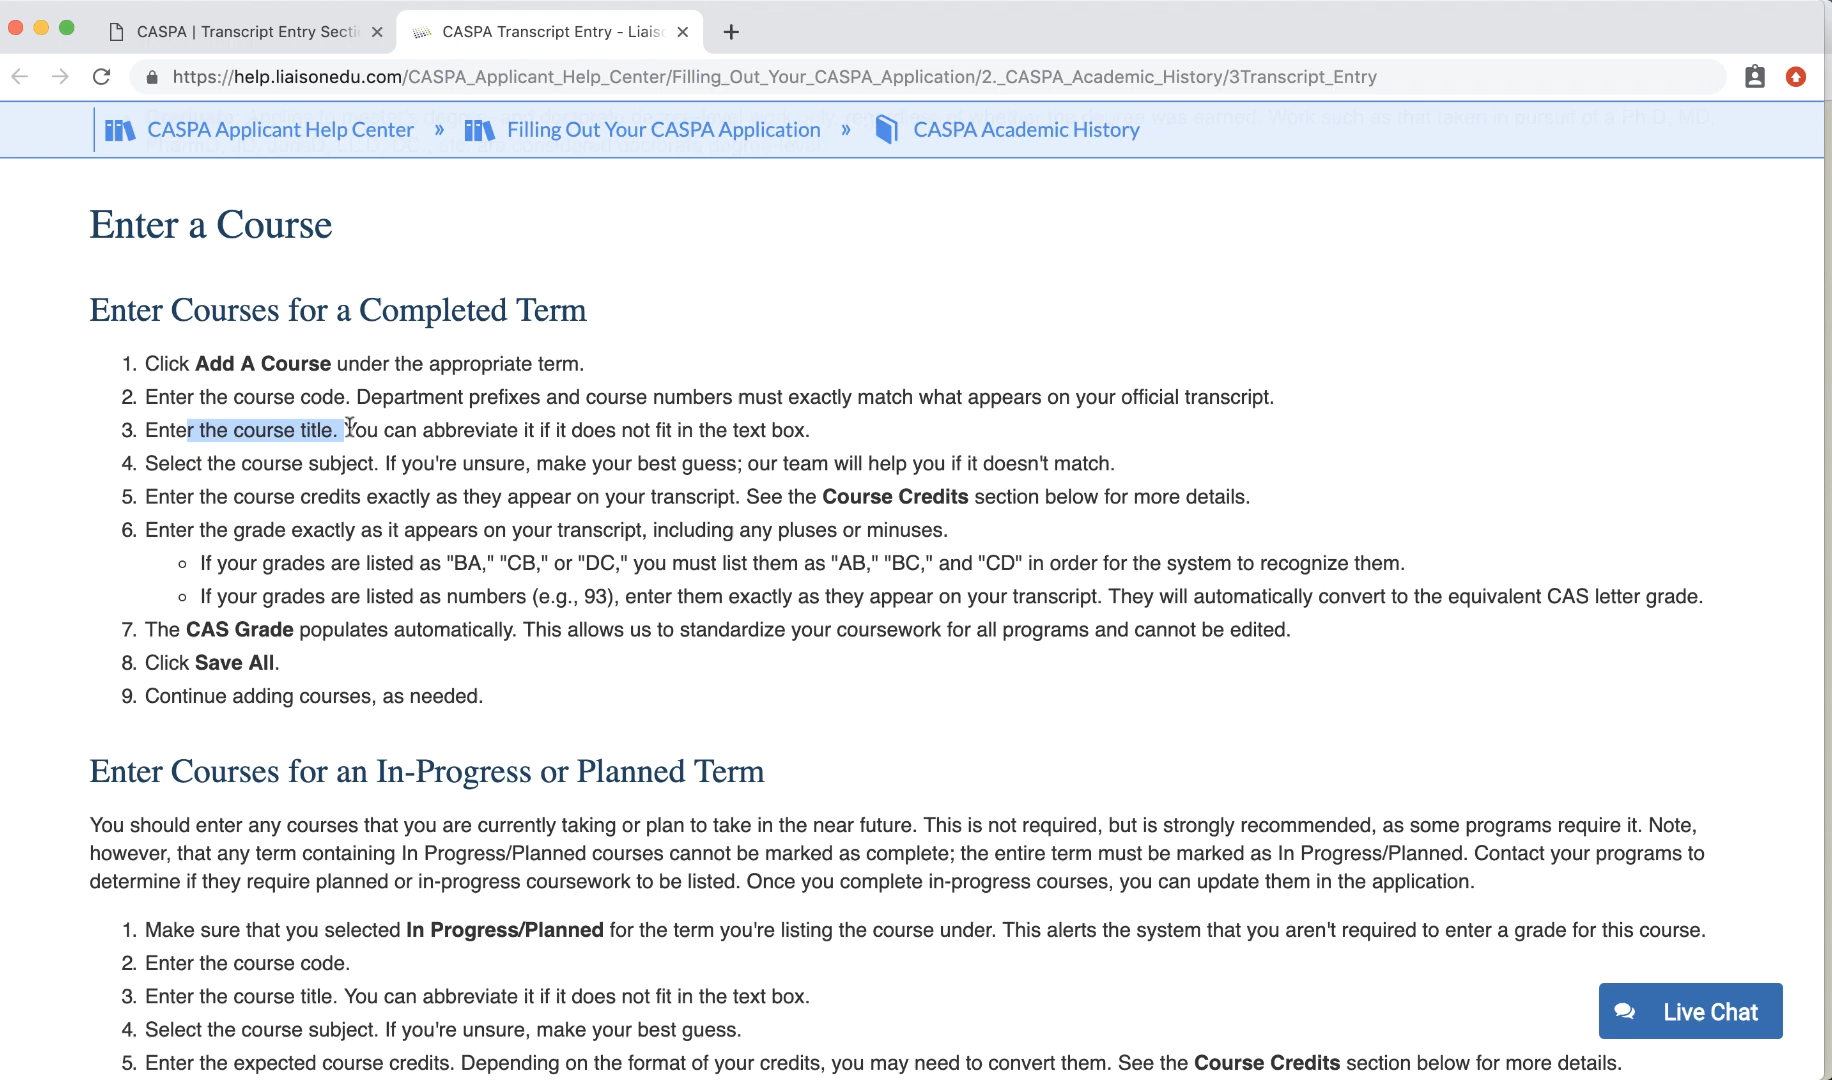 CASPA | Transcript Entry Secti
CASPA Transcript Entry - Liais
https://help.liaisonedu.com/CASPA_Applicant_Help_Center/Filling_Out_Your_CASPA_Application/2._CASPA_Academic_History/3Transcript_Entry
CASPA Applicant Help Center » Filling Out Your CASPA Application » CASPA Academic History
Enter a Course
Enter Courses for a Completed Term
1. Click Add A Course under the appropriate term.
2. Enter the course code. Department prefixes and course numbers must exactly match what appears on your official transcript.
3. Enter the course title. You can abbreviate it if it does not fit in the text box.
4. Select the course subject. If you're unsure, make your best guess; our team will help you if it doesn't match.
5. Enter the course credits exactly as they appear on your transcript. See the Course Credits section below for more details.
6. Enter the grade exactly as it appears on your transcript, including any pluses or minuses.
If your grades are listed as "BA," "CB," or "DC," you must list them as "AB," "BC," and "CD" in order for the system to recognize them.
If your grades are listed as numbers (e.g., 93), enter them exactly as they appear on your transcript. They will automatically convert to the equivalent CAS letter grade.
7. The CAS Grade populates automatically. This allows us to standardize your coursework for all programs and cannot be edited.
8. Click Save All.
9. Continue adding courses, as needed.
Enter Courses for an In-Progress or Planned Term
You should enter any courses that you are currently taking or plan to take in the near future. This is not required, but is strongly recommended, as some programs require it. Note,
however, that any term containing In Progress/Planned courses cannot be marked as complete; the entire term must be marked as In Progress/Planned. Contact your programs to
determine if they require planned or in-progress coursework to be listed. Once you complete in-progress courses, you can update them in the application.
1. Make sure that you selected In Progress/Planned for the term you're listing the course under. This alerts the system that you aren't required to enter a grade for this course.
2. Enter the course code.
3. Enter the course title. You can abbreviate it if it does not fit in the text box.
4. Select the course subject. If you're unsure, make your best guess.
5. Enter the expected course credits. Depending on the format of your credits, you may need to convert them. See the Course Credits section below for more details.
Live Chat